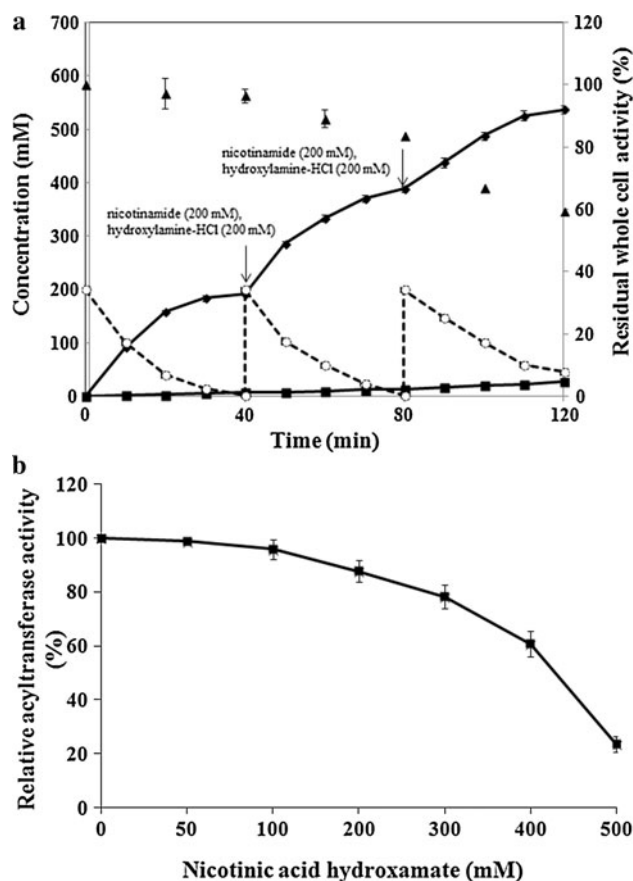 a
700
600
500
400
300
200
100
0
Concentration (mM)
120
100
80
60
40
20
0
Residual whole cell activity (%)
nicotinamide (200 mM),
hydroxylamine-HCl (200 mM)
nicotinamide (200 mM),
hydroxylamine-HCl (200 mM)
0 40 80 120
Time (min)
b
120
100
80
60
40
20
0
Relative acyltransferase activity
(%)
0 50 100 200 300 400 500
Nicotinic acid hydroxamate (mM)